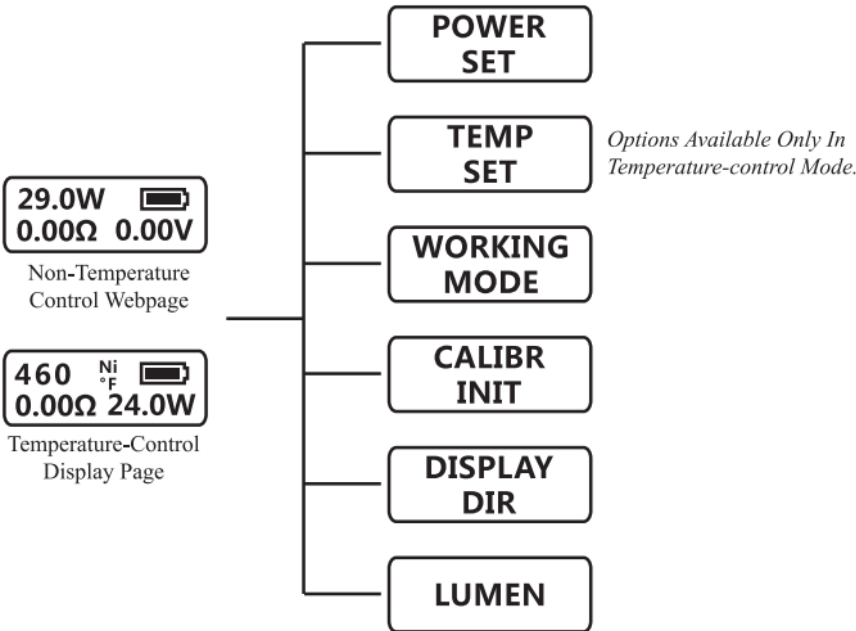 29.0W
0.00Ω 0.00V
Non-Temperature
Control Webpage
460 Ni °F
0.00Ω 24.0W
Temperature-Control
Display Page
POWER
SET
TEMP
SET
Options Available Only In
Temperature-control Mode.
WORKING
MODE
CALIBR
INIT
DISPLAY
DIR
LUMEN